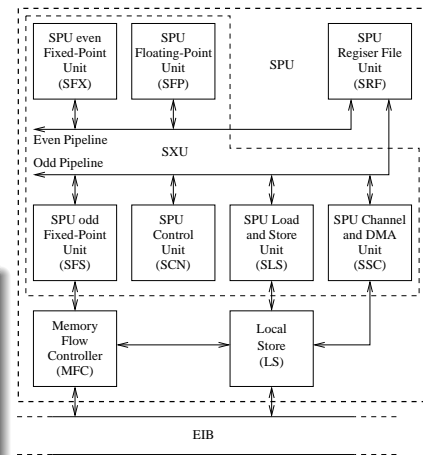 SPU even
Fixed-Point
Unit
(SFX)
SPU
Floating-Point
Unit
(SFP)
SPU
SPU
Regiser File
Unit
(SRF)
Even Pipeline
SXU
Odd Pipeline
SPU odd
Fixed-Point
Unit
(SFS)
SPU
Control
Unit
(SCN)
SPU Load
and Store
Unit
(SLS)
SPU Channel
and DMA
Unit
(SSC)
Memory
Flow
Controller
(MFC)
Local
Store
(LS)
EIB